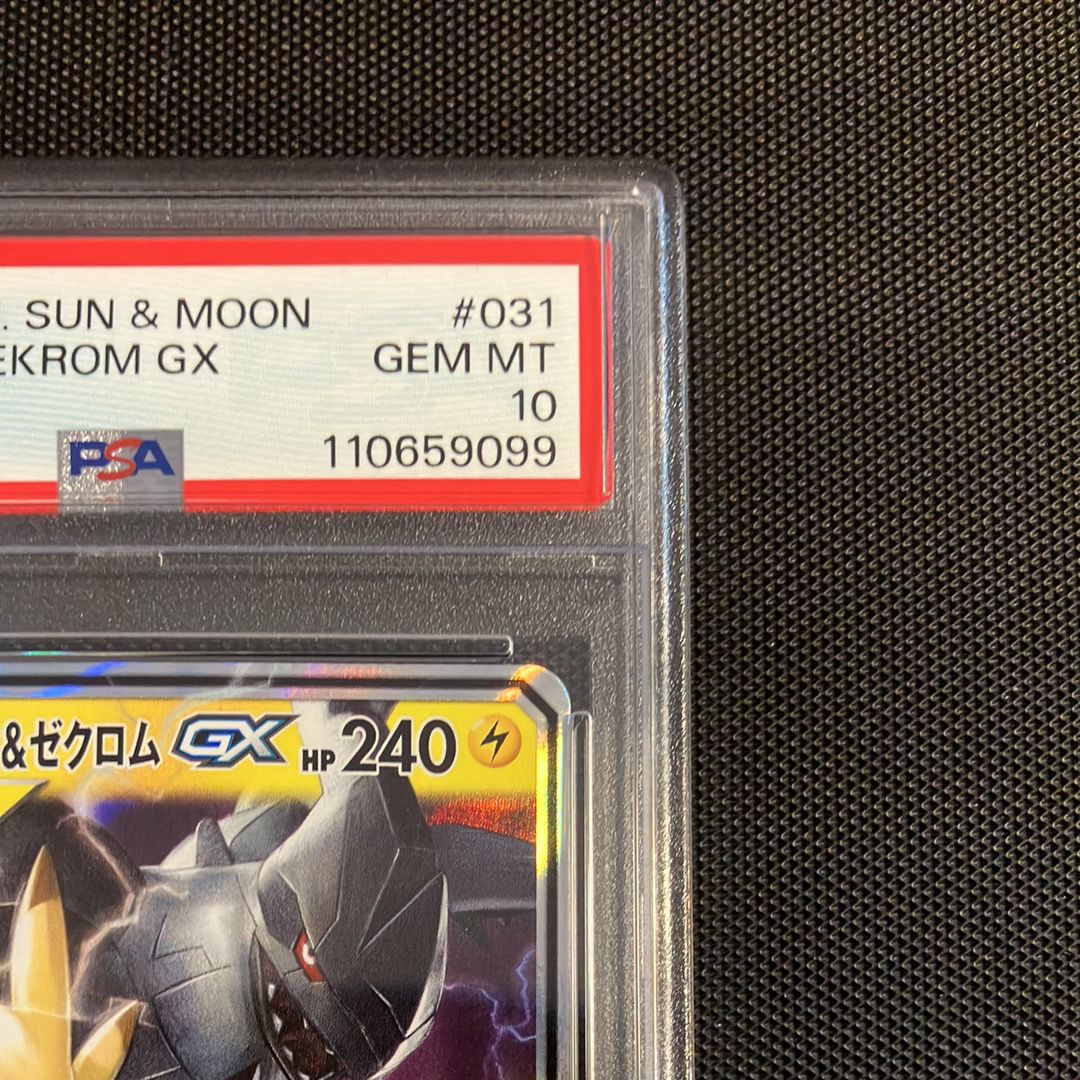 . SUN & MOON #031
EKROM GX GEM MT
10
PSA 110659099
&ゼクロム GX HP 240